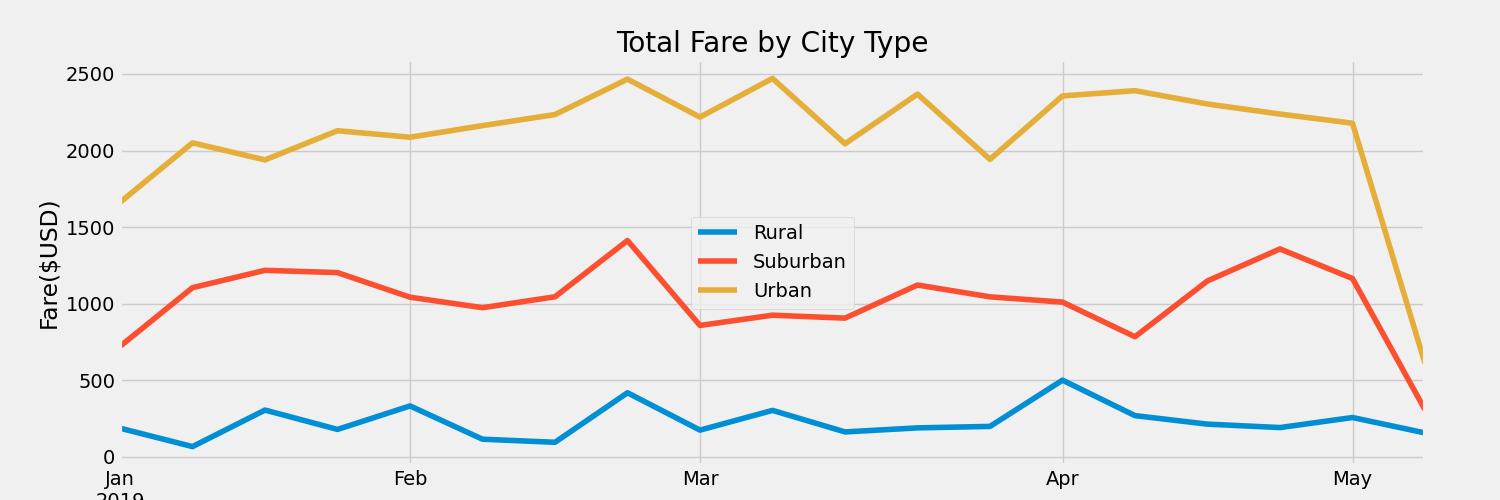 Total Fare by City Type
Fare($USD)
2500
2000
1500
1000
500
0
Rural
Suburban
Urban
Jan Feb Mar Apr May
2019